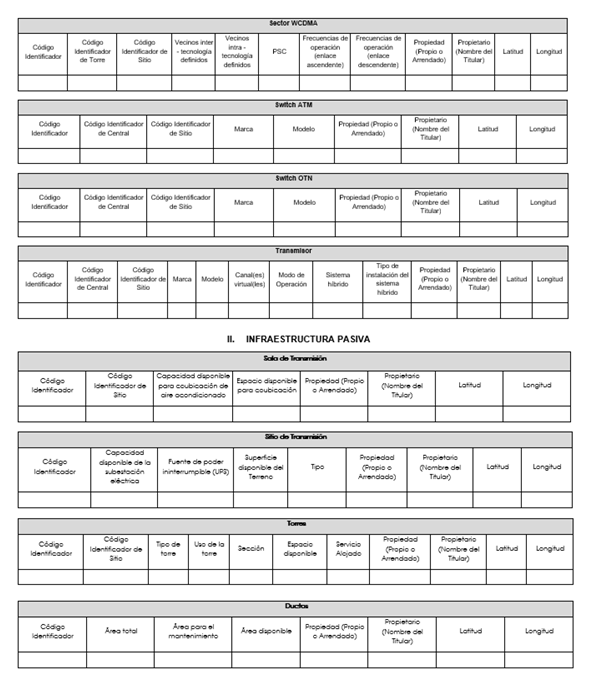 Sector WCDMA
Código Identificador | Código Identificador de Torre | Código Identificador de Sitio | Vecinos inter - tecnología definidos | Vecinos intra - tecnología definidos | PSC | Frecuencias de operación (enlace ascendente) | Frecuencias de operación (enlace descendente) | Propiedad (Propio o Arrendado) | Propietario (Nombre del Titular) | Latitud | Longitud
Switch ATM
Código Identificador | Código Identificador de Central | Código Identificador de Sitio | Marca | Modelo | Propiedad (Propio o Arrendado) | Propietario (Nombre del Titular) | Latitud | Longitud
Switch OTN
Código Identificador | Código Identificador de Central | Código Identificador de Sitio | Marca | Modelo | Propiedad (Propio o Arrendado) | Propietario (Nombre del Titular) | Latitud | Longitud
Transmisor
Código Identificador | Código Identificador de Central | Código Identificador de Sitio | Marca | Modelo | Canal(es) virtual(les) | Modo de Operación | Sistema híbrido | Tipo de instalación del sistema híbrido | Propiedad (Propio o Arrendado) | Propietario (Nombre del Titular) | Latitud | Longitud
II. INFRAESTRUCTURA PASIVA
Sala de Transmisión
Código Identificador | Código Identificador de Sitio | Capacidad disponible para coubicación de aire acondicionado | Espacio disponible para coubicación | Propiedad (Propio o Arrendado) | Propietario (Nombre del Titular) | Latitud | Longitud
Sitio de Transmisión
Código Identificador | Capacidad disponible de la subestación eléctrica | Fuente de poder ininterrumpible (UPS) | Superficie disponible del Terreno | Tipo | Propiedad (Propio o Arrendado) | Propietario (Nombre del Titular) | Latitud | Longitud
Torres
Código Identificador | Código Identificador de Sitio | Tipo de torre | Uso de la torre | Sección | Espacio disponible | Servicio Alojado | Propiedad (Propio o Arrendado) | Propietario (Nombre del Titular) | Latitud | Longitud
Ductos
Código Identificador | Área total | Área para el mantenimiento | Área disponible | Propiedad (Propio o Arrendado) | Propietario (Nombre del Titular) | Latitud | Longitud